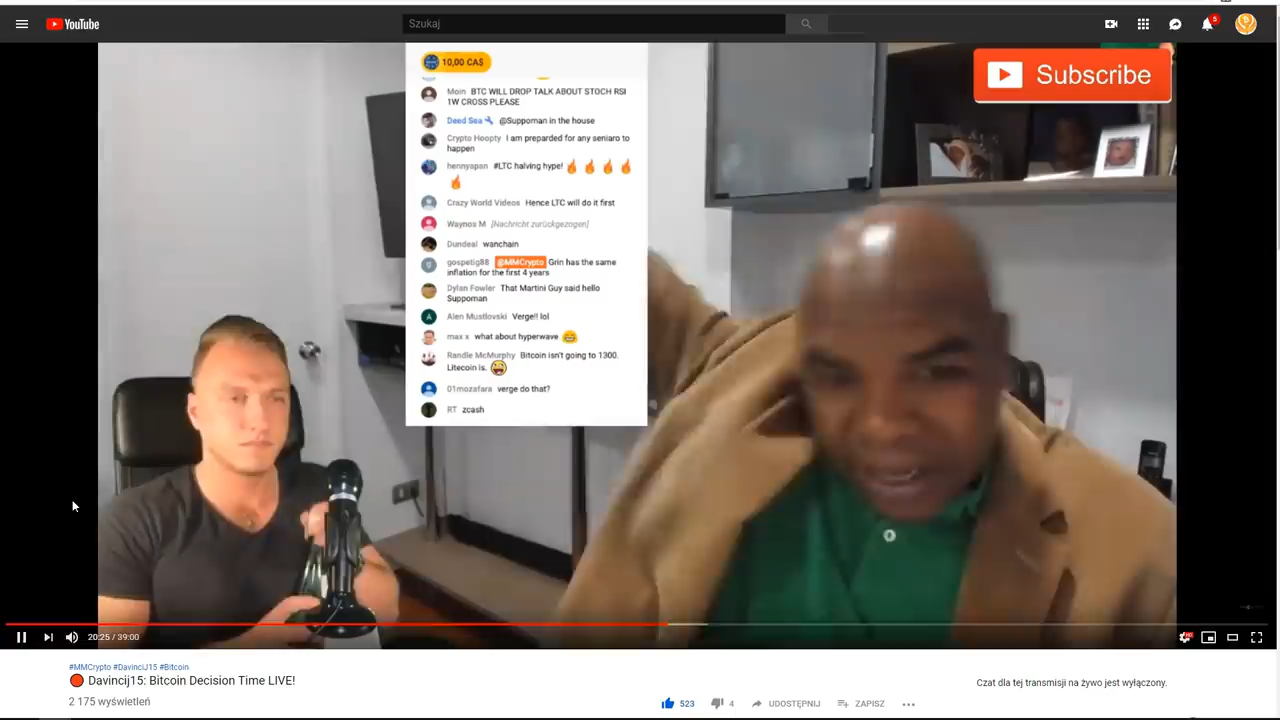 YouTube
Szukaj
5
10,00 CA$
Subscribe
Moin BTC WILL DROP TALK ABOUT STOCH RSI
1W CROSS PLEASE
Deed Sea @Suppoman in the house
Crypto Hoopty I am preparded for any seniaro to
happen
hennyapsn #LTC halving hype!
Crazy World Videos Hence LTC will do it first
Waynos M [Nachricht zurückgezogen]
Dundeal wanchain
gospetig88 @MMCrypto Grin has the same
inflation for the first 4 years
Dylan Fowler That Martini Guy said hello
Suppoman
A Alen Mustlovski Verge!! lol
max x what about hyperwave
Randle McMurphy Bitcoin isn't going to 1300.
Litecoin is.
01mozafara verge do that?
RT zcash
20:25 / 39:00
HD
#MMCrypto #DavinciJ15 #Bitcoin
Davincij15: Bitcoin Decision Time LIVE!
Czat dla tej transmisji na żywo jest wyłączony.
2 175 wyświetleń
523
4
UDOSTĘPNIJ
ZAPISZ